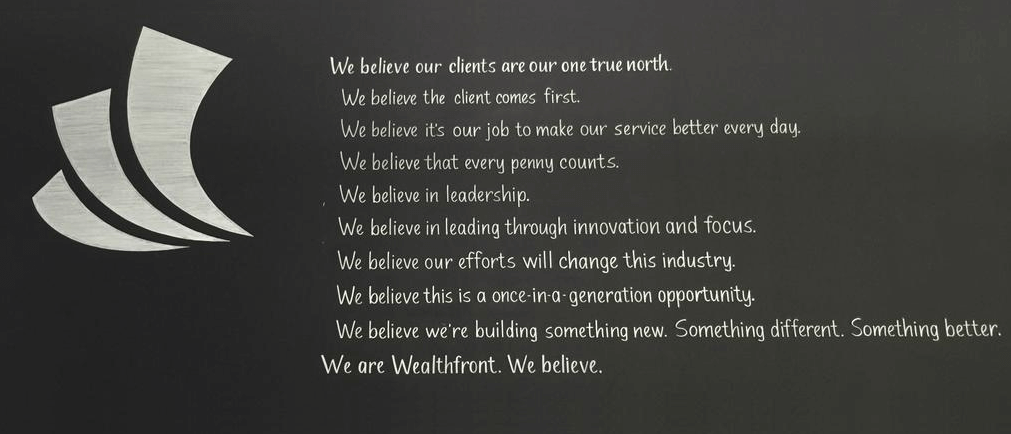 We believe our clients are our one true north.
We believe the client comes first.
We believe it's our job to make our service better every day.
We believe that every penny counts.
We believe in leadership.
We believe in leading through innovation and focus.
We believe our efforts will change this industry.
We believe this is a once-in-a-generation opportunity.
We believe we're building something new. Something different. Something better.
We are Wealthfront. We believe.